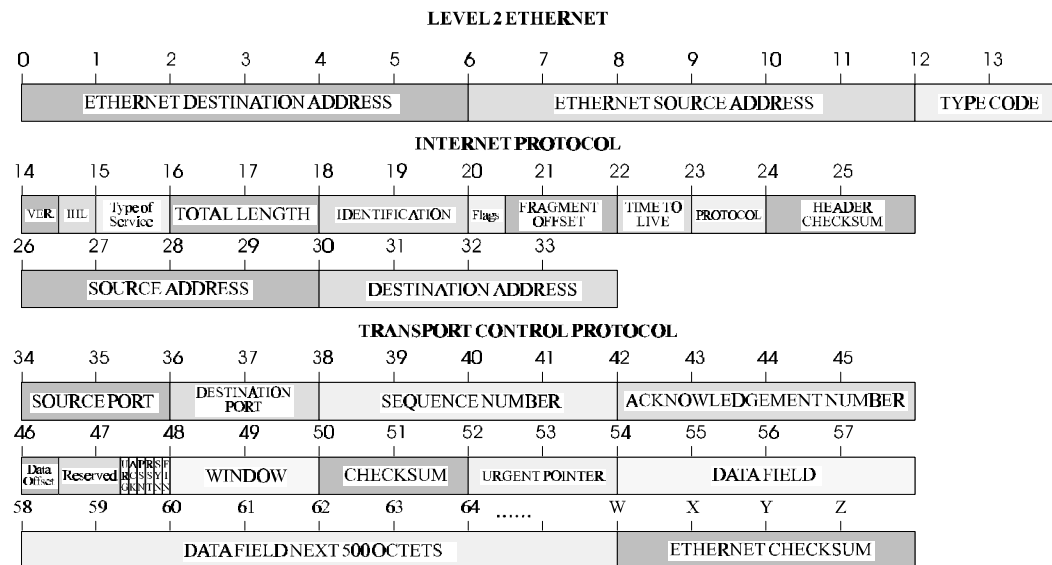 LEVEL 2 ETHERNET
0 1 2 3 4 5 6 7 8 9 10 11 12 13
ETHERNET DESTINATION ADDRESS ETHERNET SOURCE ADDRESS TYPE CODE
INTERNET PROTOCOL
14 15 16 17 18 19 20 21 22 23 24 25
VER. IHL Type of Service TOTAL LENGTH IDENTIFICATION Flags FRAGMENT OFFSET TIME TO LIVE PROTOCOL HEADER CHECKSUM
26 27 28 29 30 31 32 33
SOURCE ADDRESS DESTINATION ADDRESS
TRANSPORT CONTROL PROTOCOL
34 35 36 37 38 39 40 41 42 43 44 45
SOURCE PORT DESTINATION PORT SEQUENCE NUMBER ACKNOWLEDGEMENT NUMBER
46 47 48 49 50 51 52 53 54 55 56 57
Data Offset Reserved URG ACK PSN RST SYN FIN WINDOW CHECKSUM URGENT POINTER DATA FIELD
58 59 60 61 62 63 64 ...... W X Y Z
DATA FIELD NEXT 500 OCTETS ETHERNET CHECKSUM